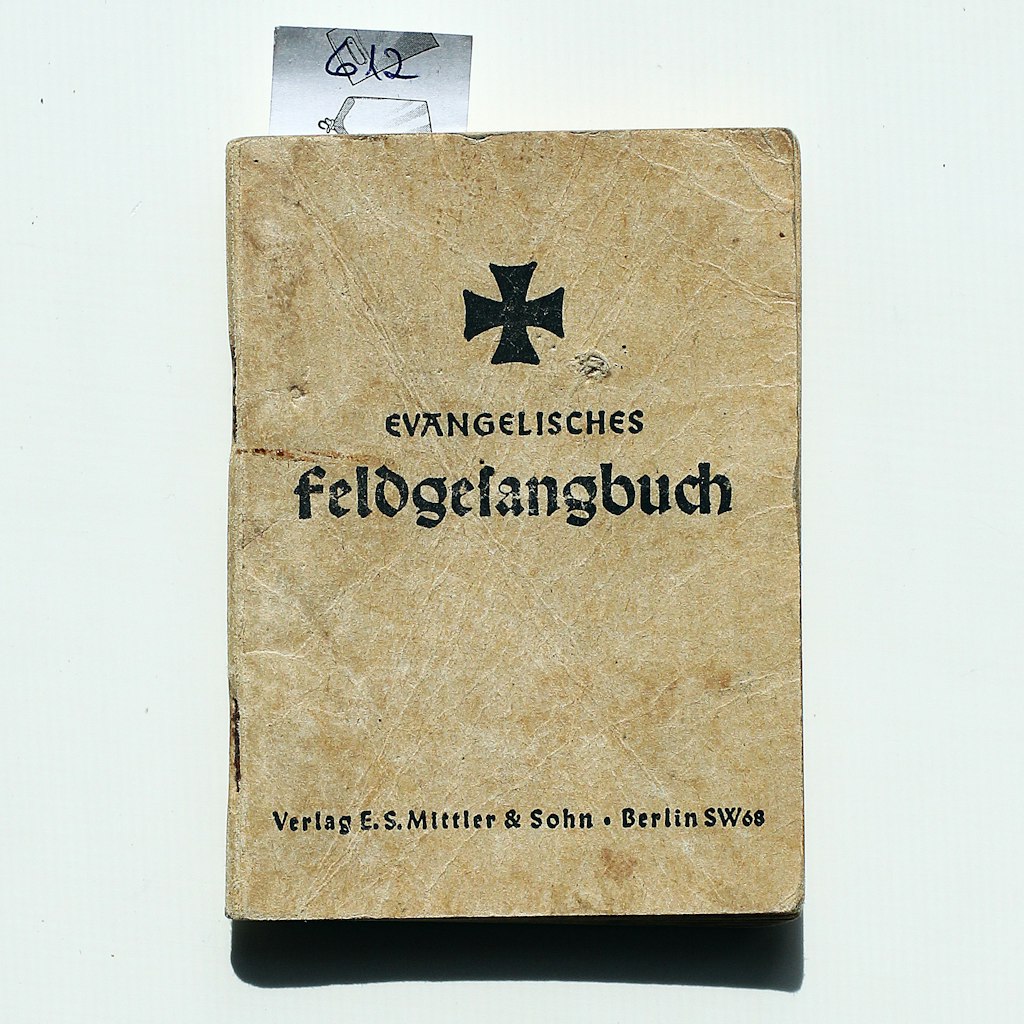 612
EVANGELISCHES
Feldgeſangbuch
Verlag E. S. Mittler & Sohn • Berlin SW68